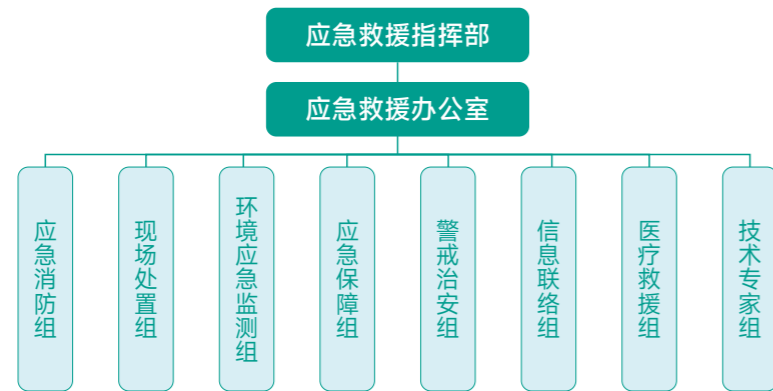 应急救援指挥部
应急救援办公室
应急消防组
现场处置组
环境应急监测组
应急保障组
警戒治安组
信息联络组
医疗救援组
技术专家组